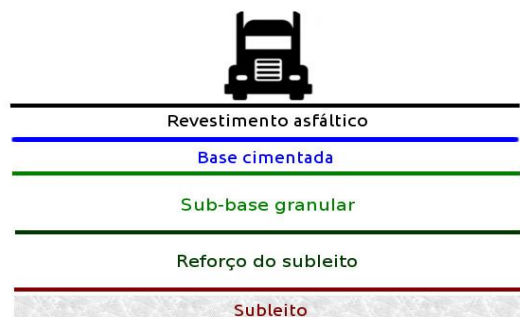 Revestimento asfáltico
Base cimentada
Sub-base granular
Reforço do subleito
Subleito